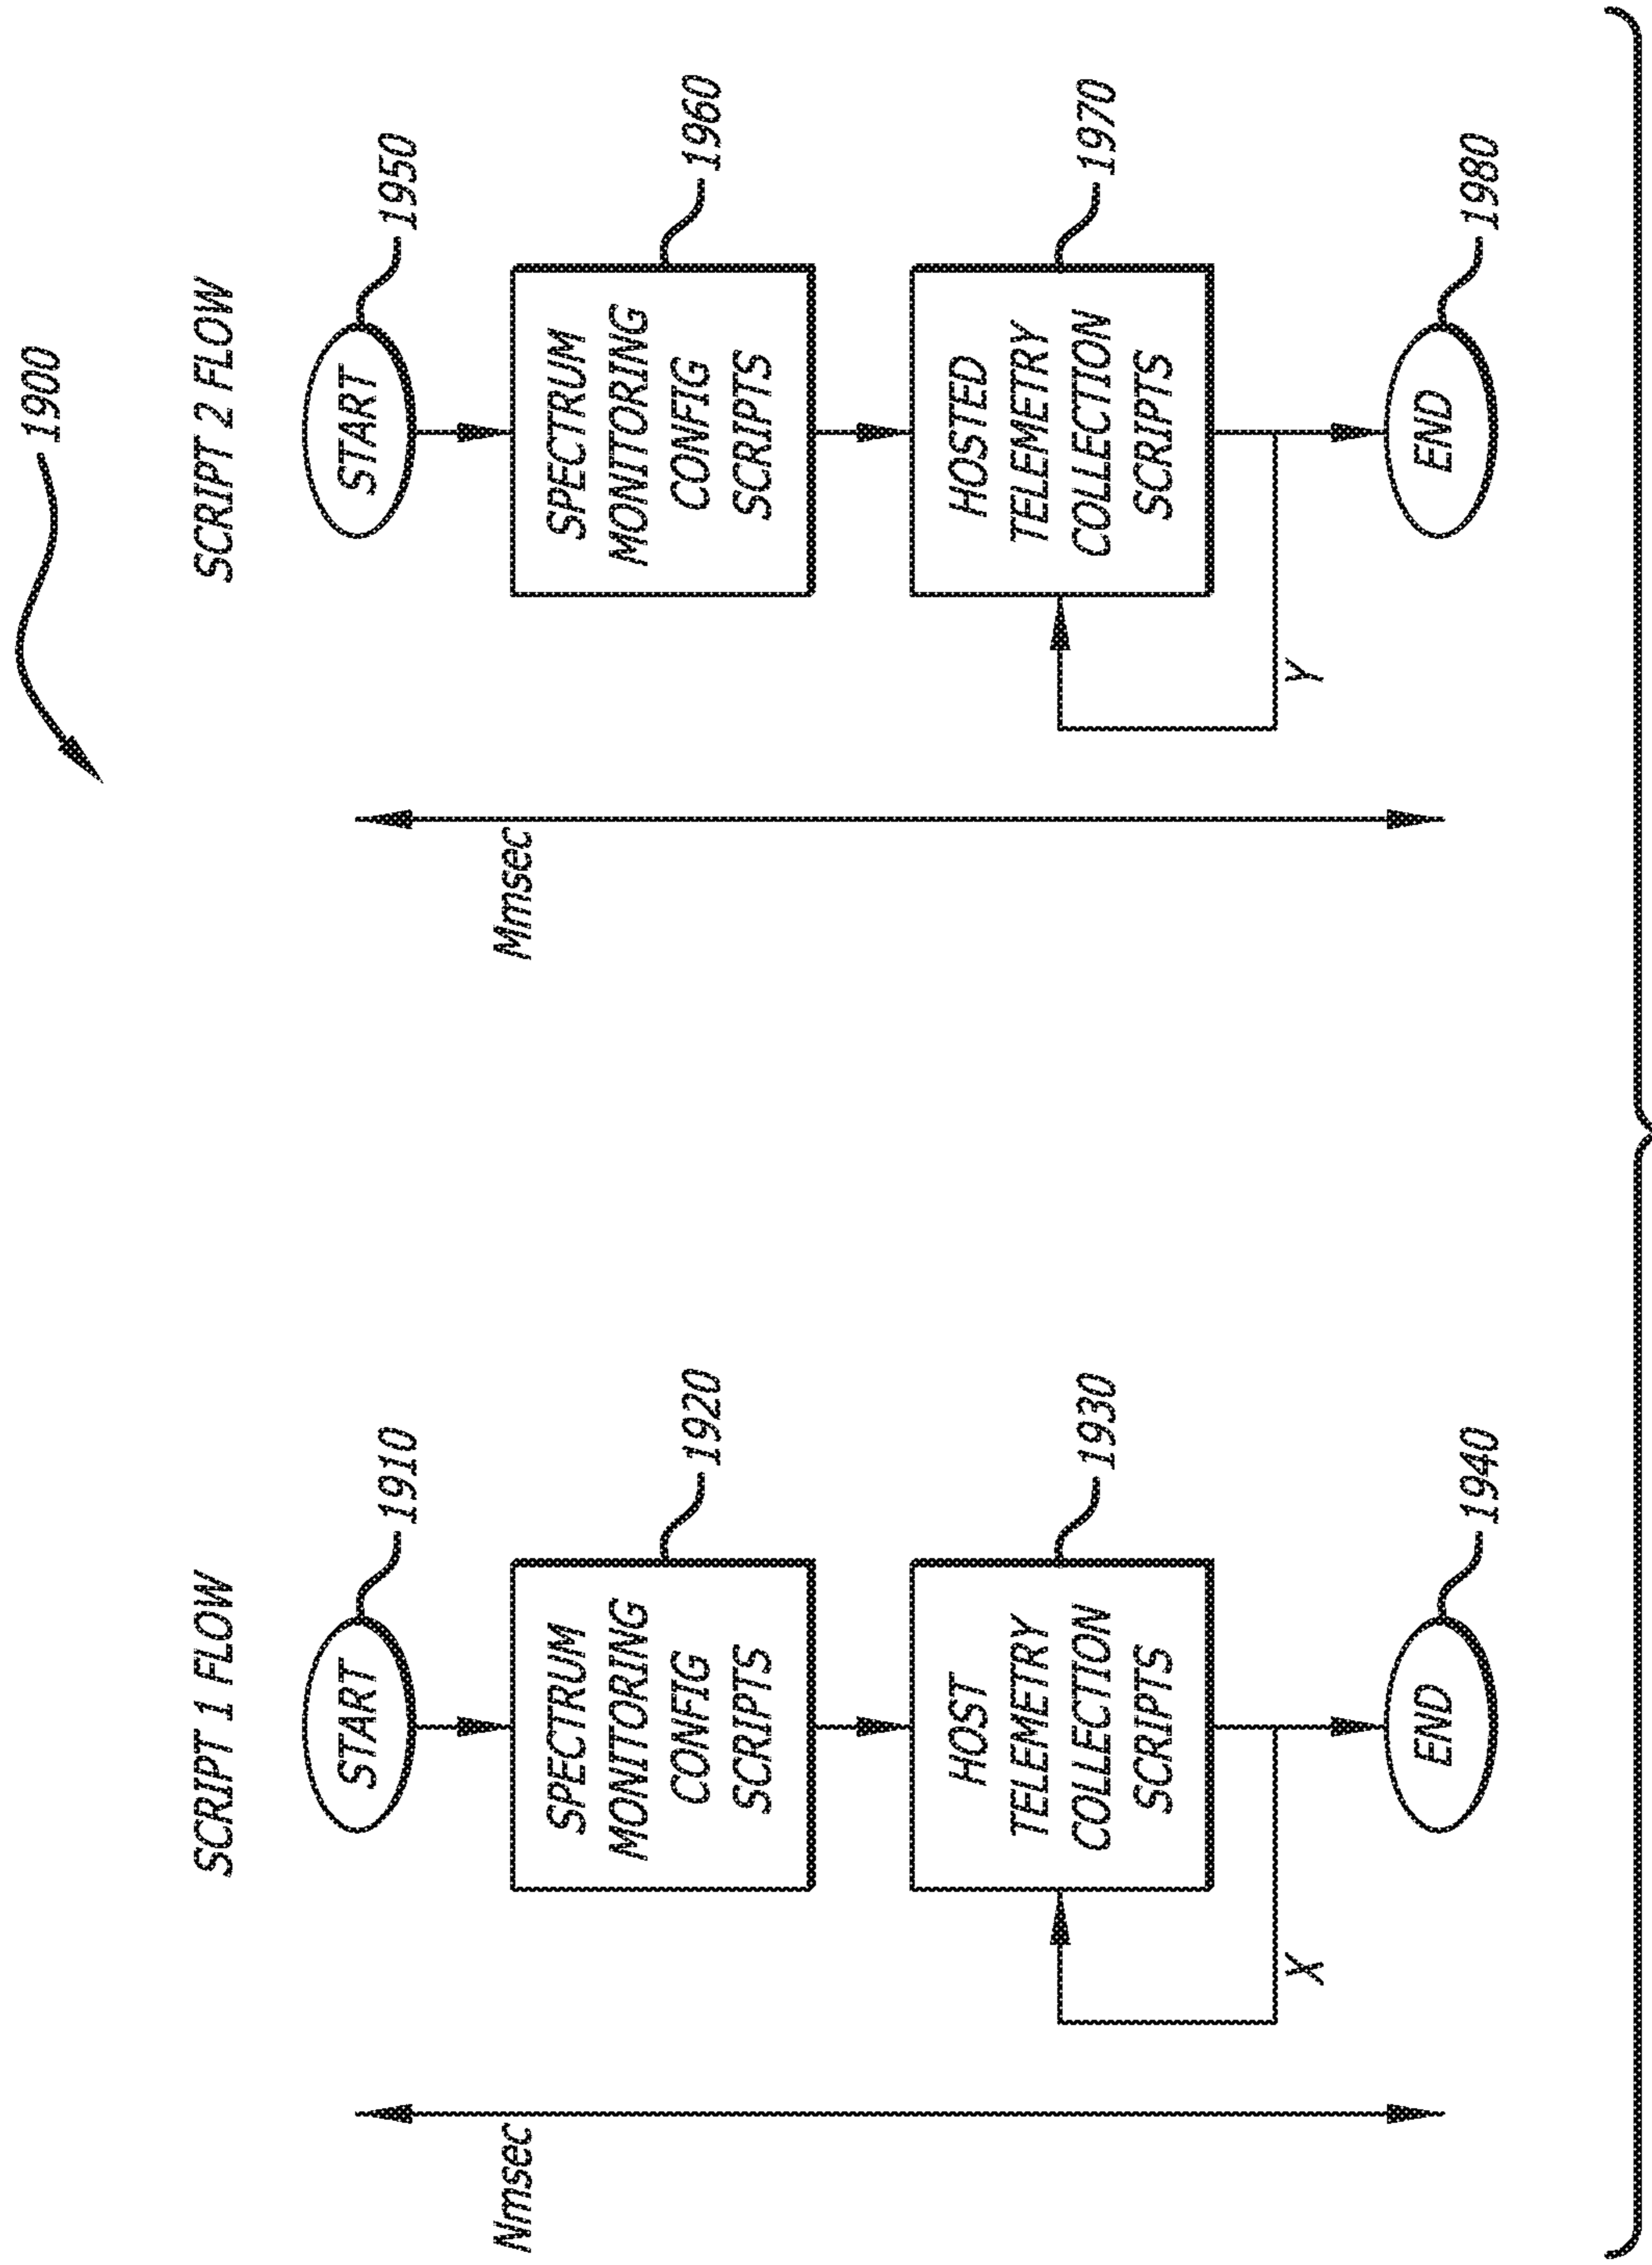 1900
SCRIPT 1 FLOW
START
1910
Nmsec
SPECTRUM
MONITORING
CONFIG
SCRIPTS
1920
HOST
TELEMETRY
COLLECTION
SCRIPTS
1930
X
END
1940
SCRIPT 2 FLOW
START
1950
Mmsec
SPECTRUM
MONITORING
CONFIG
SCRIPTS
1960
HOSTED
TELEMETRY
COLLECTION
SCRIPTS
1970
Y
END
1980